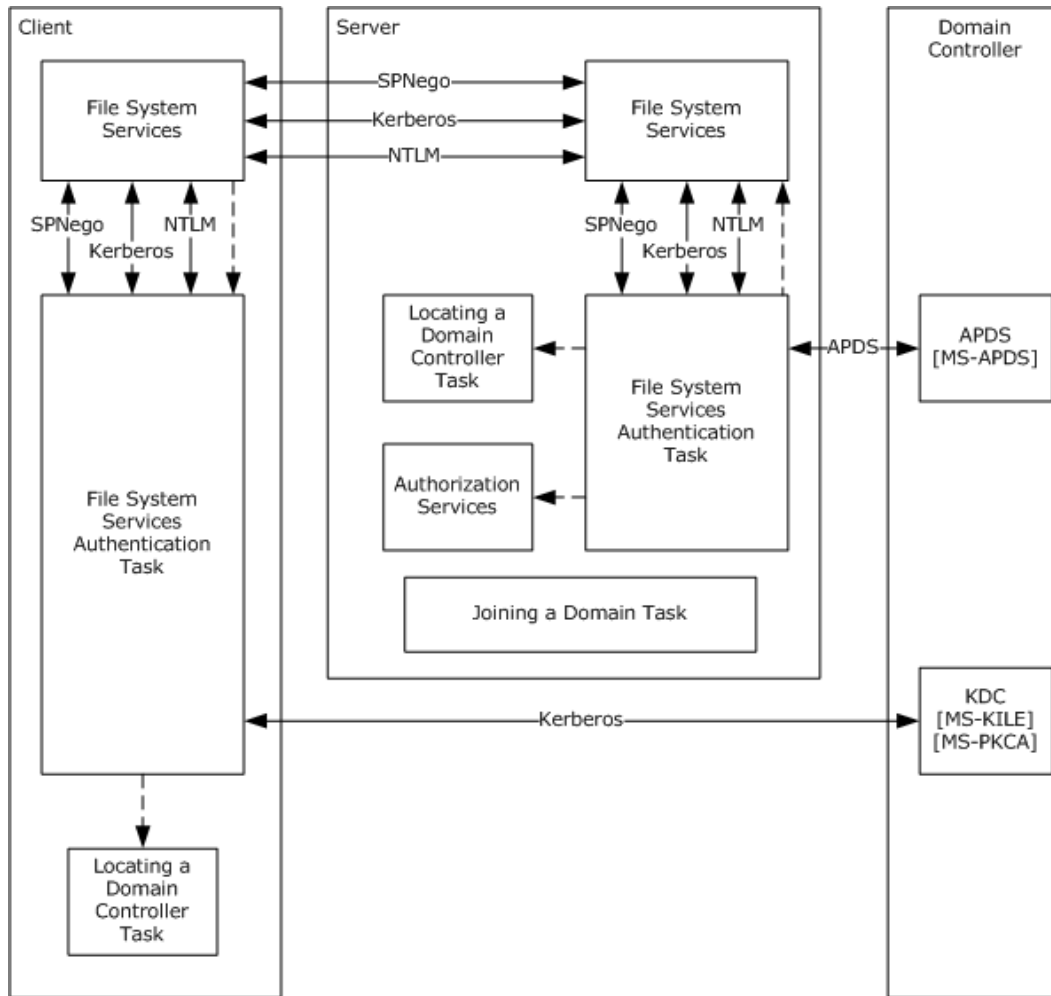 Client
Server
Domain
Controller
File System
Services
SPNego
Kerberos
NTLM
File System
Services
SPNego
NTLM
Kerberos
SPNego
NTLM
Kerberos
File System
Services
Authentication
Task
Locating a
Domain
Controller
Task
File System
Services
Authentication
Task
APDS
APDS
[MS-APDS]
Authorization
Services
Joining a Domain Task
Kerberos
KDC
[MS-KILE]
[MS-PKCA]
Locating a
Domain
Controller
Task